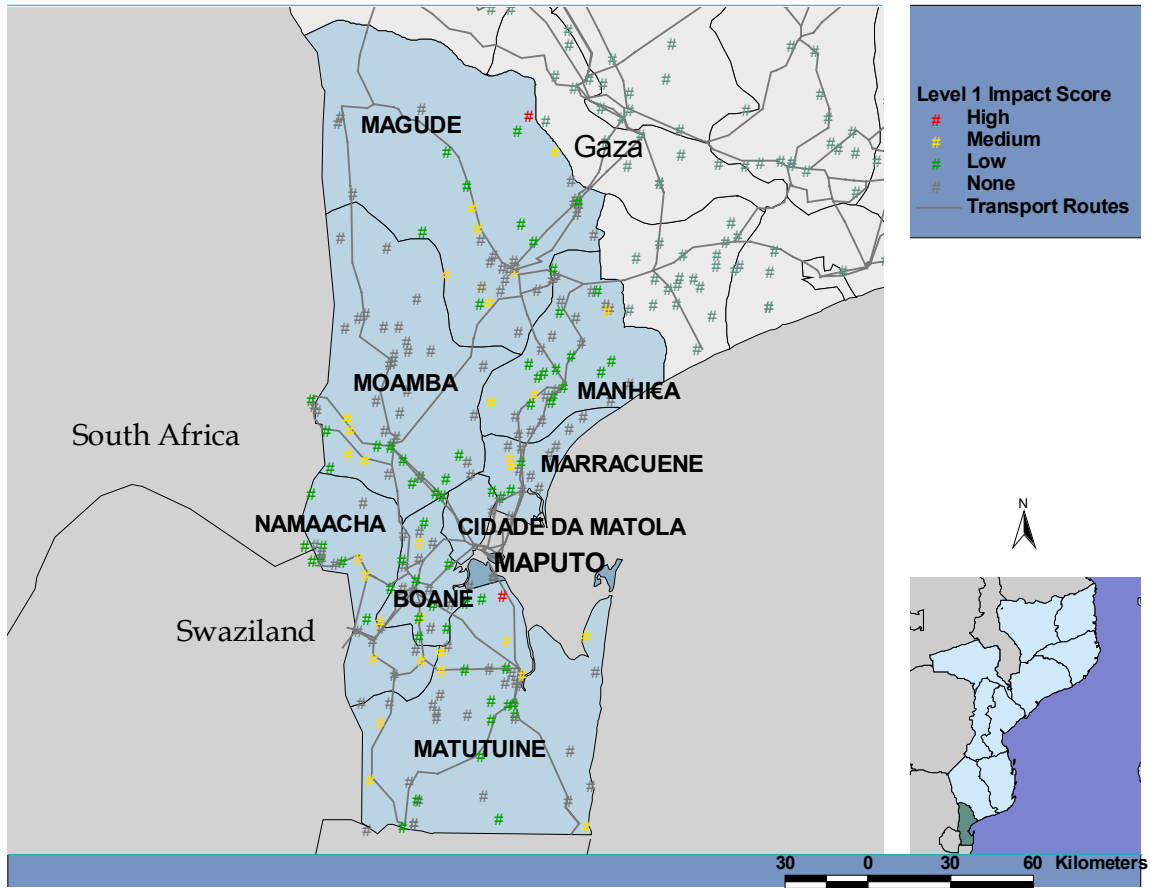 Level 1 Impact Score
# High
# Medium
# Low
# None
Transport Routes
MAGUDE
Gaza
MOAMBA
MANHI€A
South Africa
MARRACUENE
NAMAACHA
CIDADE DA MATOLA
MAPUTO
BOANE
Swaziland
MATUTUINE
N
30 0 30 60 Kilometers